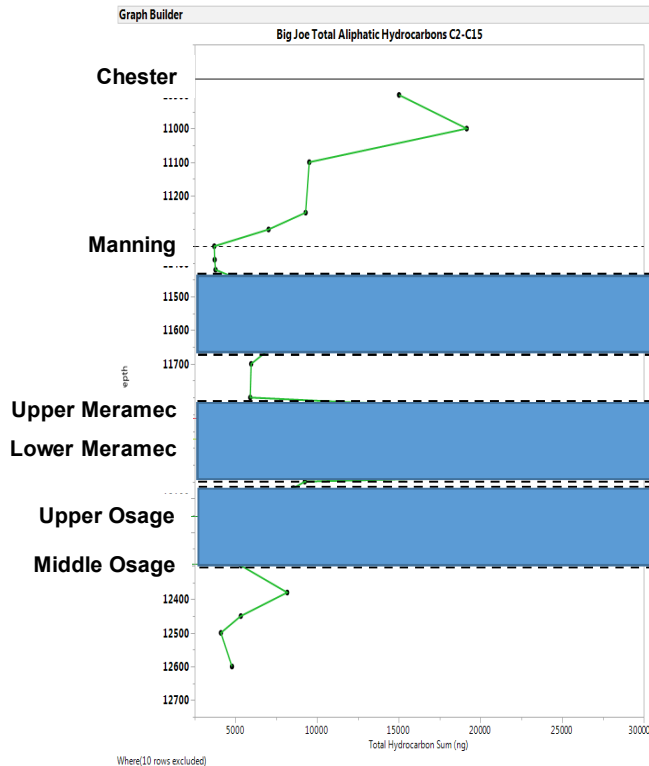 Graph Builder
Big Joe Total Aliphatic Hydrocarbons C2-C15
Chester
11000
11100
11200
Manning
11500
11600
11700
epth
Upper Meramec
Lower Meramec
Upper Osage
Middle Osage
12400
12500
12600
12700
5000 10000 15000 20000 25000 30000
Total Hydrocarbon Sum (ng)
Where(10 rows excluded)